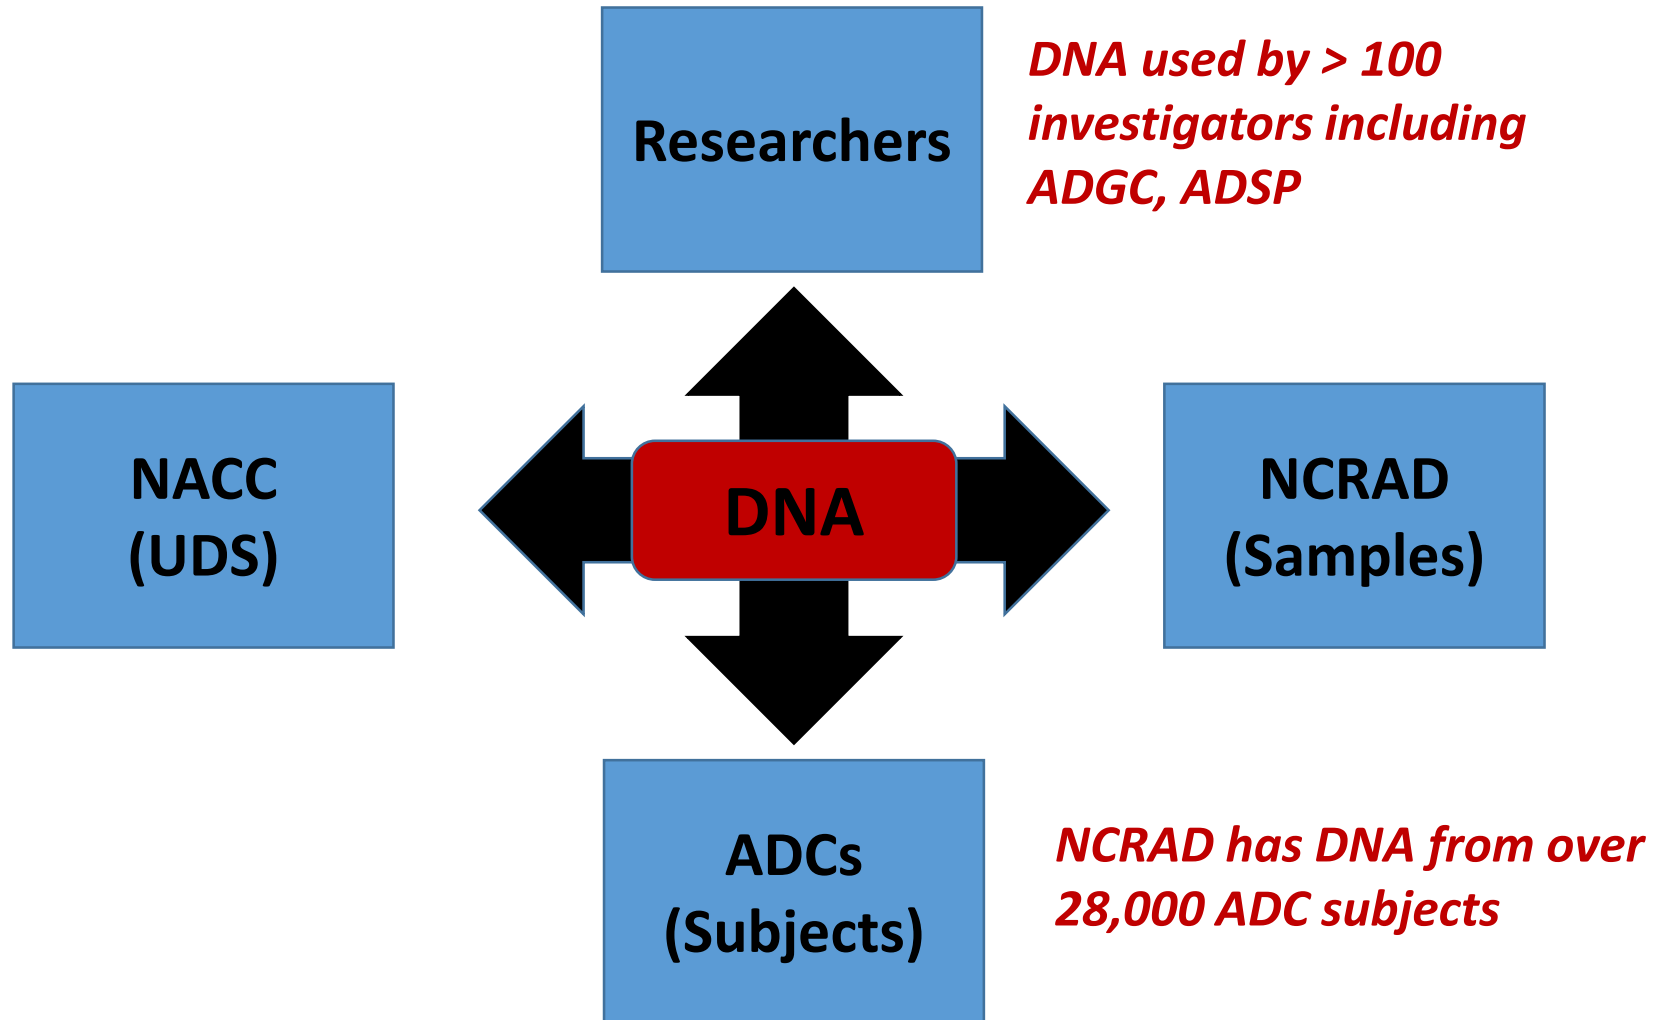 Researchers
DNA used by > 100
investigators including
ADGC, ADSP
NACC
(UDS)
DNA
NCRAD
(Samples)
ADCs
(Subjects)
NCRAD has DNA from over
28,000 ADC subjects